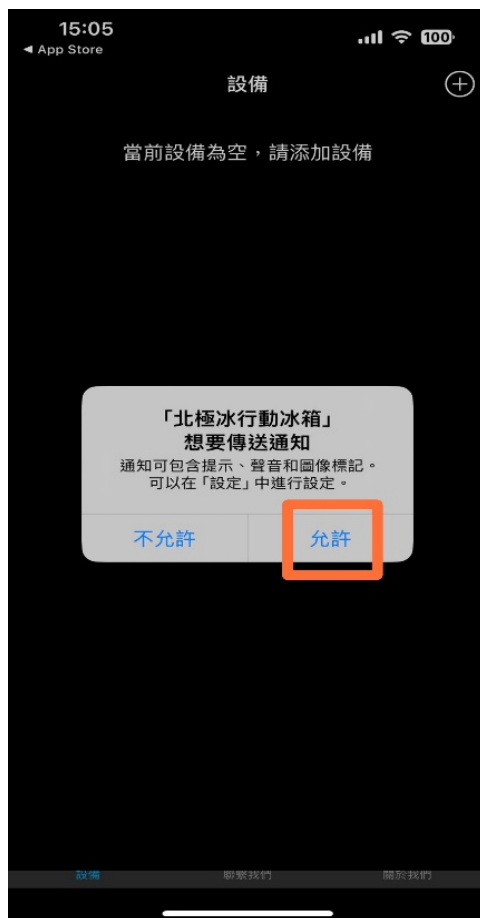 15:05
◀ App Store
100
設備
當前設備為空，請添加設備
「北極冰行動冰箱」
想要傳送通知
通知可包含提示、聲音和圖像標記。
可以在「設定」中進行設定。
不允許
允許
設備
聯繫我們
關於我們